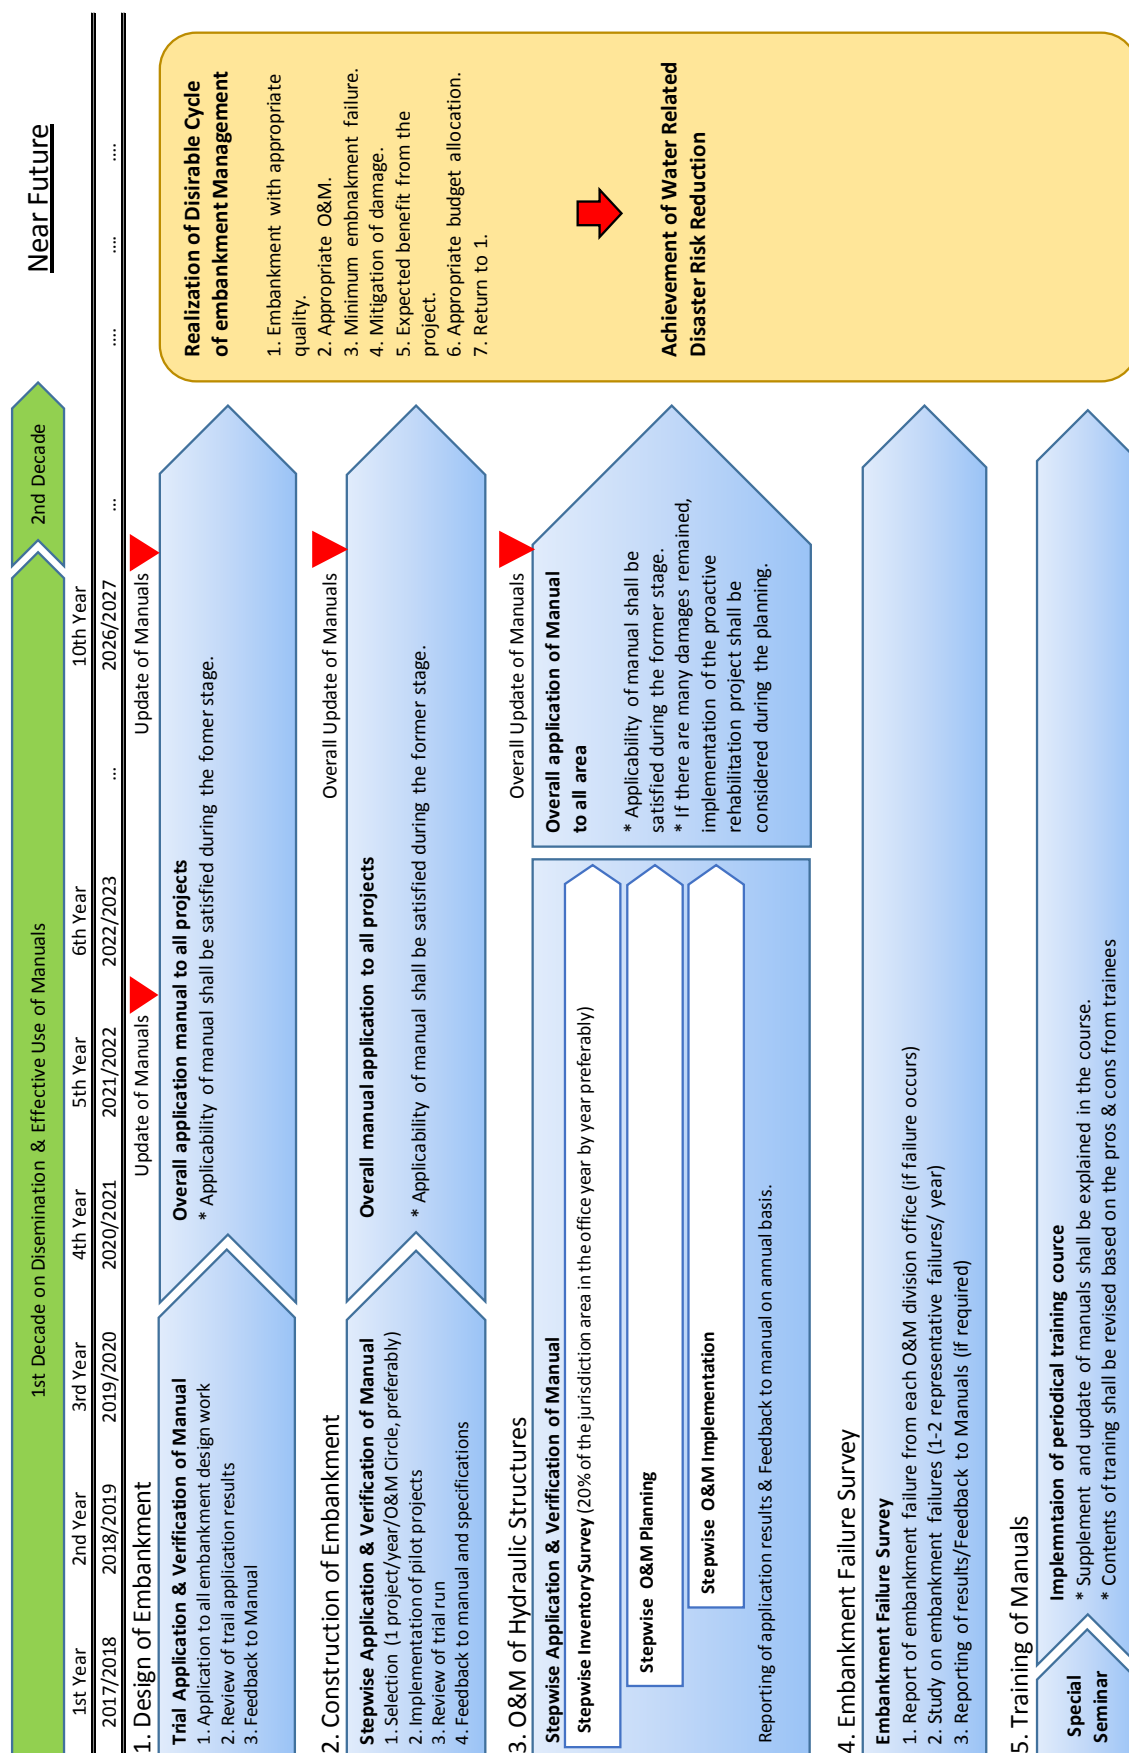 Near Future
1st Decade on Disemination & Effective Use of Manuals
2nd Decade
1st Year
2nd Year
3rd Year
4th Year
5th Year
6th Year
10th Year
2017/2018
2018/2019
2019/2020
2020/2021
2021/2022
2022/2023
...
2026/2027
...
....
....
....
1. Design of Embankment
Update of Manuals
Update of Manuals
Trial Application & Verification of Manual
1. Application to all embankment design work
2. Review of trail application results
3. Feedback to Manual
Overall application manual to all projects
* Applicability of manual shall be satisfied during the fomer stage.
2. Construction of Embankment
Overall Update of Manuals
Stepwise Application & Verification of Manual
1. Selection (1 project/year/O&M Circle, preferably)
2. Implementation of pilot projects
3. Review of trial run
4. Feedback to manual and specifications
Overall manual application to all projects
* Applicability of manual shall be satisfied during the former stage.
3. O&M of Hydraulic Structures
Overall Update of Manuals
Stepwise Application & Verification of Manual
Stepwise Inventory Survey (20% of the jurisdiction area in the office year by year preferably)
Stepwise O&M Planning
Stepwise O&M Implementation
Reporting of application results & Feedback to manual on annual basis.
Overall application of Manual
to all area
* Applicability of manual shall be
satisfied during the former stage.
* If there are many damages remained,
implementation of the proactive
rehabilitation project shall be
considered during the planning.
4. Embankment Failure Survey
Embankment Failure Survey
1. Report of embankment failure from each O&M division office (if failure occurs)
2. Study on embankment failures (1-2 representative failures/ year)
3. Reporting of results/Feedback to Manuals (if required)
5. Training of Manuals
Special
Seminar
Implemntaion of periodical training cource
* Supplement and update of manuals shall be explained in the course.
* Contents of traning shall be revised based on the pros & cons from trainees
Realization of Disirable Cycle
of embankment Management
1. Embankment with appropriate
quality.
2. Appropriate O&M.
3. Minimum embnakment failure.
4. Mitigation of damage.
5. Expected benefit from the
project.
6. Appropriate budget allocation.
7. Return to 1.
Achievement of Water Related
Disaster Risk Reduction